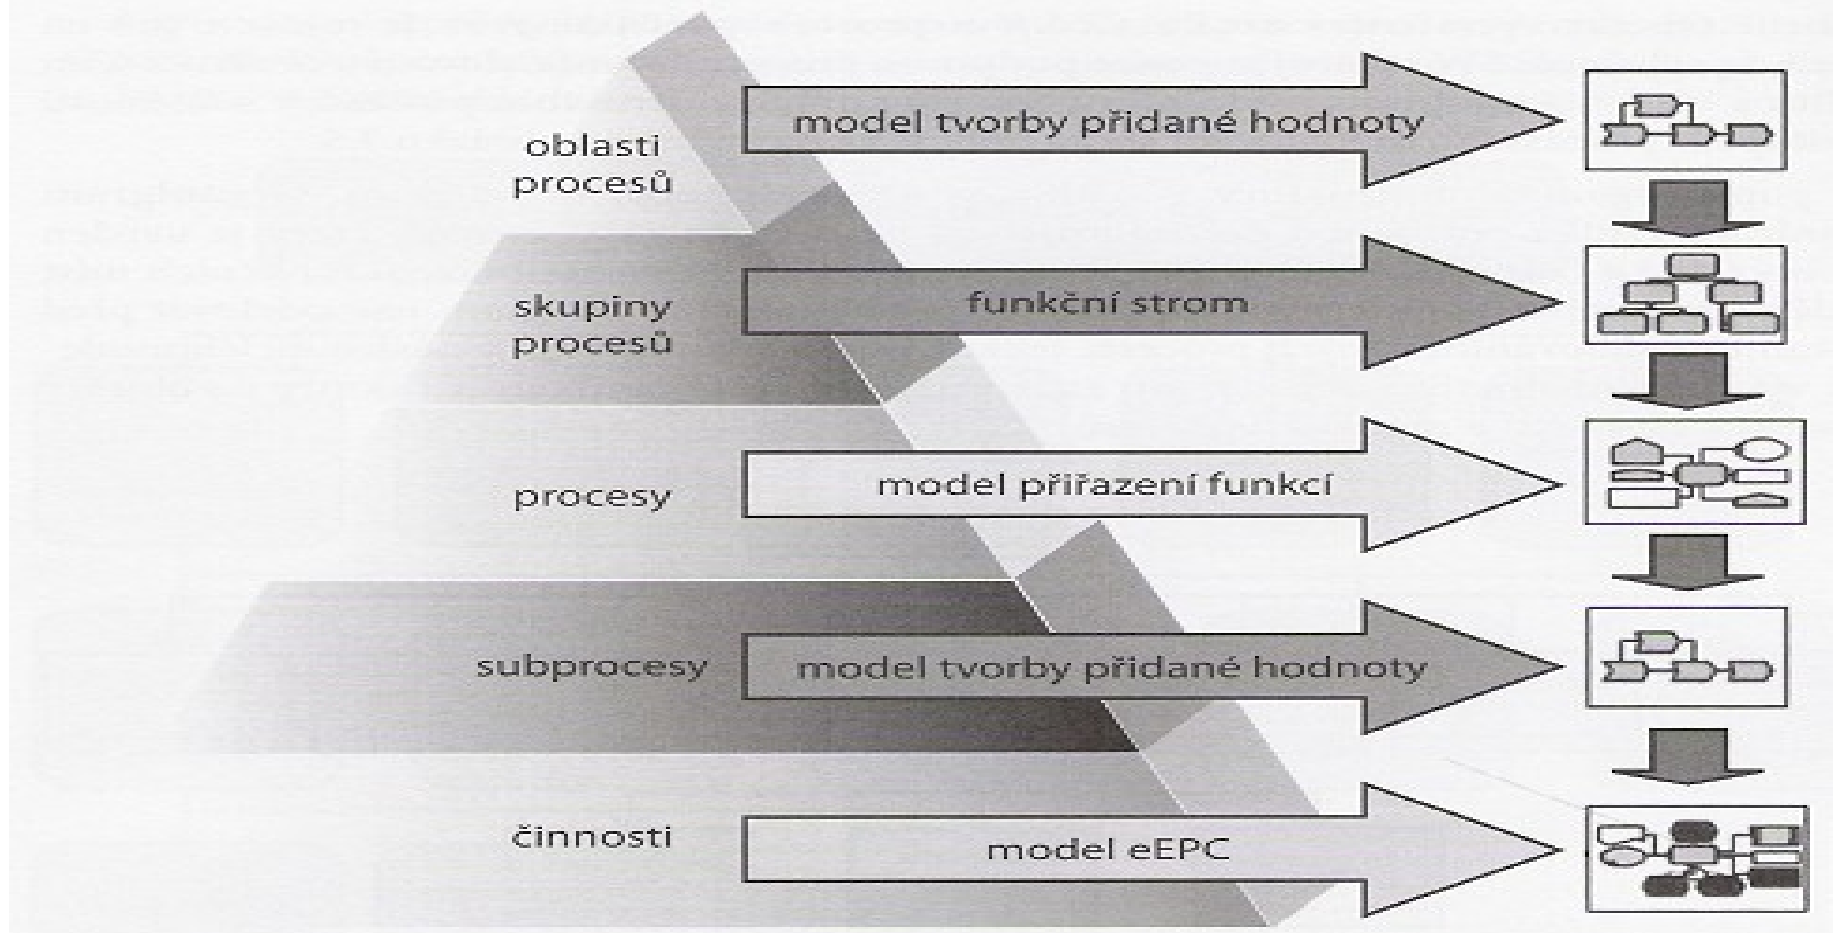 oblasti
procesů
model tvorby přidané hodnoty
skupiny
procesů
funkční strom
procesy
model přiřazení funkcí
subprocesy
model tvorby přidané hodnoty
činnosti
model eEPC